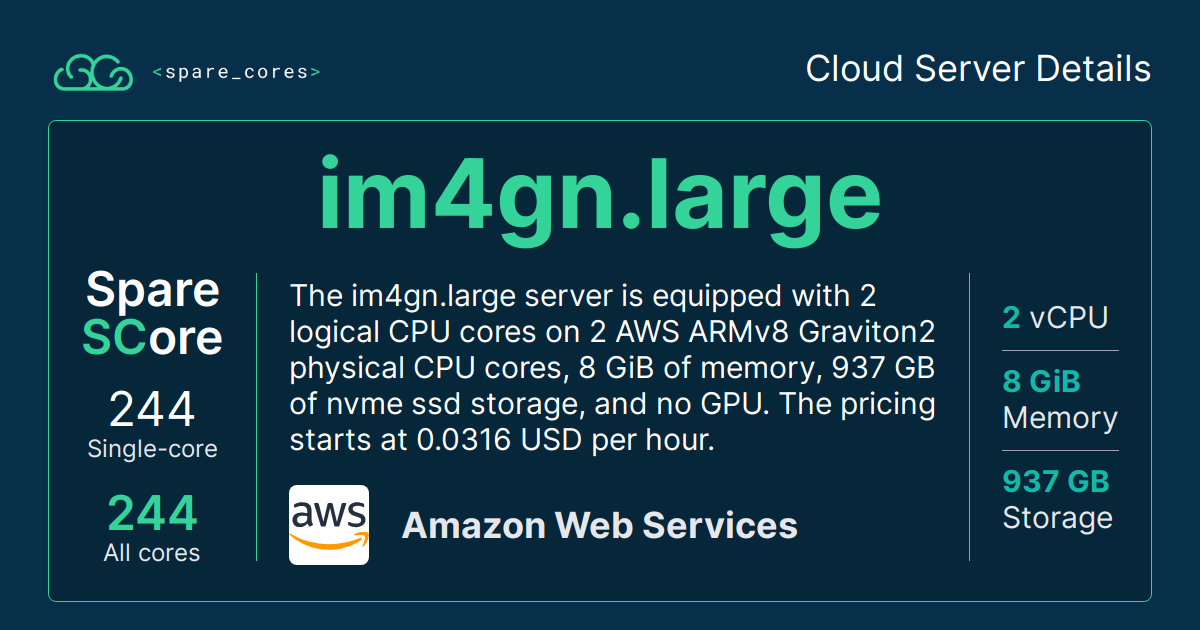 <spare_cores>
Cloud Server Details
im4gn.large
Spare
SCore
244
Single-core
244
All cores
The im4gn.large server is equipped with 2
logical CPU cores on 2 AWS ARMv8 Graviton2
physical CPU cores, 8 GiB of memory, 937 GB
of nvme ssd storage, and no GPU. The pricing
starts at 0.0316 USD per hour.
aws
Amazon Web Services
2 vCPU
8 GiB
Memory
937 GB
Storage